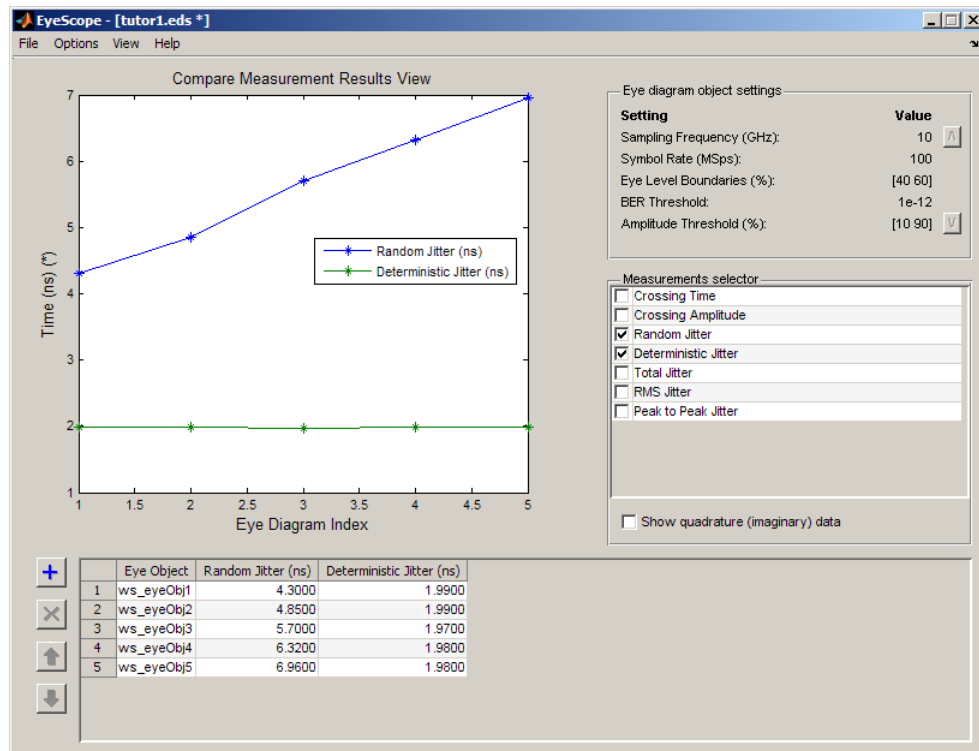 EyeScope - [tutor1.eds *]
File Options View Help
Compare Measurement Results View
7
6
5
4
3
2
1
Time (ns) (*)
Random Jitter (ns)
Deterministic Jitter (ns)
1 1.5 2 2.5 3 3.5 4 4.5 5
Eye Diagram Index
Eye diagram object settings
Setting Value
Sampling Frequency (GHz): 10
Symbol Rate (MSps): 100
Eye Level Boundaries (%): [40 60]
BER Threshold: 1e-12
Amplitude Threshold (%): [10 90]
Measurements selector
Crossing Time
Crossing Amplitude
Random Jitter
Deterministic Jitter
Total Jitter
RMS Jitter
Peak to Peak Jitter
Show quadrature (imaginary) data
Eye Object Random Jitter (ns) Deterministic Jitter (ns)
1 ws_eyeObj1 4.3000 1.9900
2 ws_eyeObj2 4.8500 1.9900
3 ws_eyeObj3 5.7000 1.9700
4 ws_eyeObj4 6.3200 1.9800
5 ws_eyeObj5 6.9600 1.9800